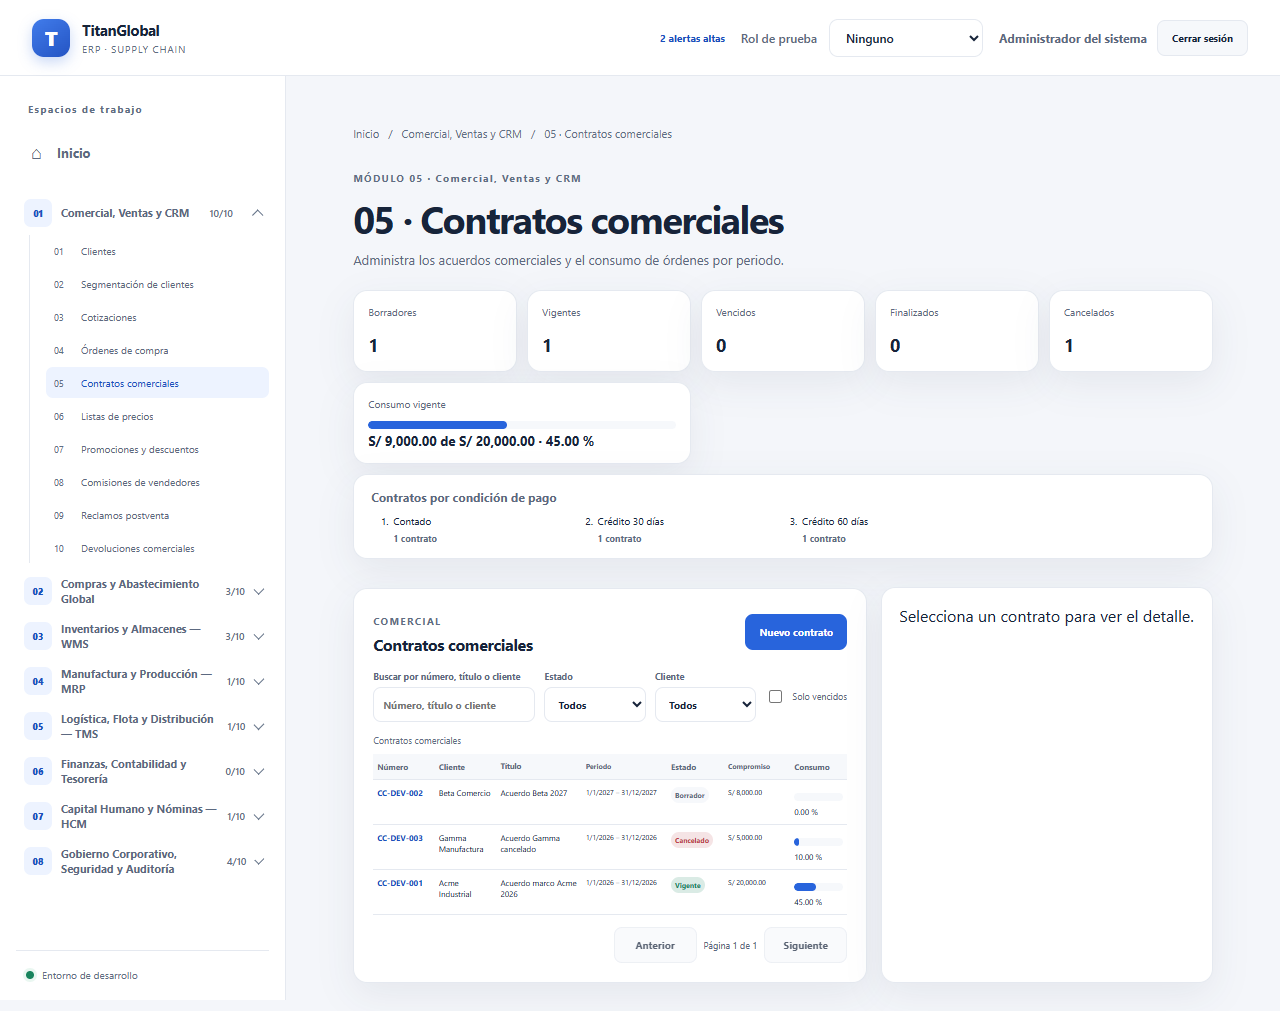 T
TitanGlobal
ERP · SUPPLY CHAIN
2 alertas altas
Rol de prueba
Ninguno
Administrador del sistema
Cerrar sesión
Espacios de trabajo
Inicio
01 Comercial, Ventas y CRM 10/10
01 Clientes
02 Segmentación de clientes
03 Cotizaciones
04 Órdenes de compra
05 Contratos comerciales
06 Listas de precios
07 Promociones y descuentos
08 Comisiones de vendedores
09 Reclamos postventa
10 Devoluciones comerciales
02 Compras y Abastecimiento Global 3/10
03 Inventarios y Almacenes — WMS 3/10
04 Manufactura y Producción — MRP 1/10
05 Logística, Flota y Distribución — TMS 1/10
06 Finanzas, Contabilidad y Tesorería 0/10
07 Capital Humano y Nóminas — HCM 1/10
08 Gobierno Corporativo, Seguridad y Auditoría 4/10
Entorno de desarrollo
Inicio / Comercial, Ventas y CRM / 05 · Contratos comerciales
MÓDULO 05 · Comercial, Ventas y CRM
05 · Contratos comerciales
Administra los acuerdos comerciales y el consumo de órdenes por periodo.
Borradores
1
Vigentes
1
Vencidos
0
Finalizados
0
Cancelados
1
Consumo vigente
S/ 9,000.00 de S/ 20,000.00 · 45.00 %
Contratos por condición de pago
1. Contado
1 contrato
2. Crédito 30 días
1 contrato
3. Crédito 60 días
1 contrato
COMERCIAL
Contratos comerciales
Nuevo contrato
Buscar por número, título o cliente
Número, título o cliente
Estado
Todos
Cliente
Todos
Solo vencidos
Contratos comerciales
Número Cliente Título Periodo Estado Compromiso Consumo
CC-DEV-002 Beta Comercio Acuerdo Beta 2027 1/1/2027 – 31/12/2027 Borrador S/ 8,000.00 0.00 %
CC-DEV-003 Gamma Manufactura Acuerdo Gamma cancelado 1/1/2026 – 31/12/2026 Cancelado S/ 5,000.00 10.00 %
CC-DEV-001 Acme Industrial Acuerdo marco Acme 2026 1/1/2026 – 31/12/2026 Vigente S/ 20,000.00 45.00 %
Anterior
Página 1 de 1
Siguiente
Selecciona un contrato para ver el detalle.